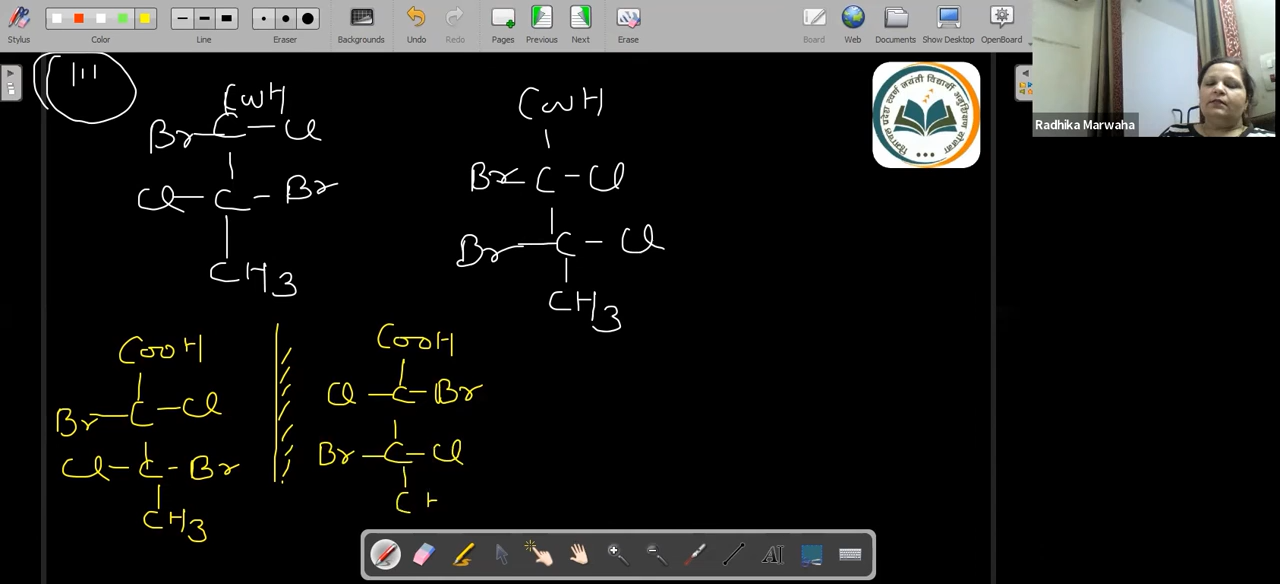 Stylus Color Line Eraser Backgrounds Undo Redo Pages Previous Next Erase Board Web Documents Show Desktop OpenBoard
Radhika Marwaha
III
COOH
Br-C-Cl
Cl-C-Br
CH3
COOH
Br-C-Cl
Br-C-Cl
CH3
COOH
Br-C-Cl
Cl-C-Br
CH3
COOH
Cl-C-Br
Br-C-Cl
CH